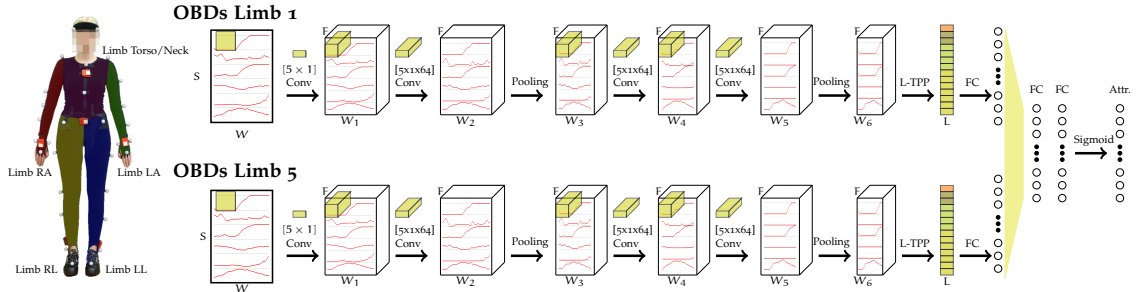 OBDs Limb 1
Limb Torso/Neck
Limb RA
Limb LA
Limb RL
Limb LL
S
W
[5 × 1]
Conv
F
W1
[5x1x64]
Conv
F
W2
Pooling
F
W3
[5x1x64]
Conv
F
W4
[5x1x64]
Conv
F
W5
Pooling
F
W6
L-TPP
L
FC
OBDs Limb 5
S
W
[5 × 1]
Conv
F
W1
[5x1x64]
Conv
F
W2
Pooling
F
W3
[5x1x64]
Conv
F
W4
[5x1x64]
Conv
F
W5
Pooling
F
W6
L-TPP
L
FC
FC
FC
Sigmoid
Attr.